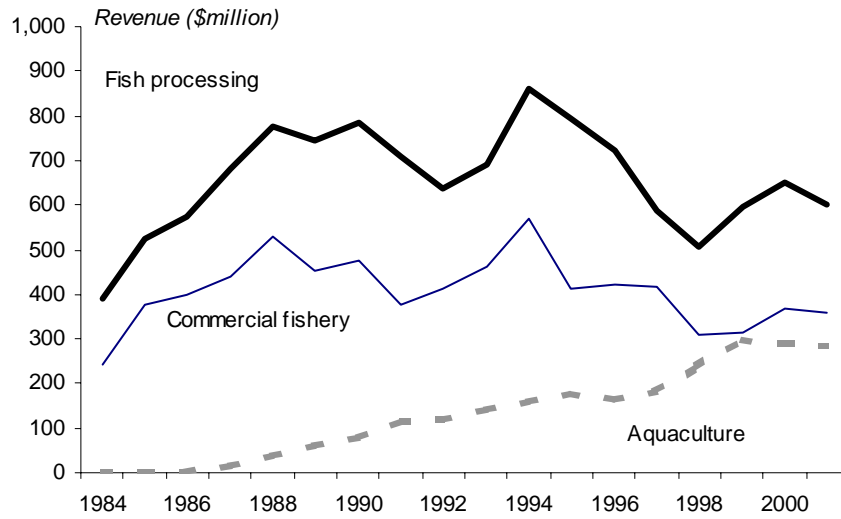 Revenue ($million)
1,000
900
800
700
600
500
400
300
200
100
0
Fish processing
Commercial fishery
Aquaculture
1984 1986 1988 1990 1992 1994 1996 1998 2000